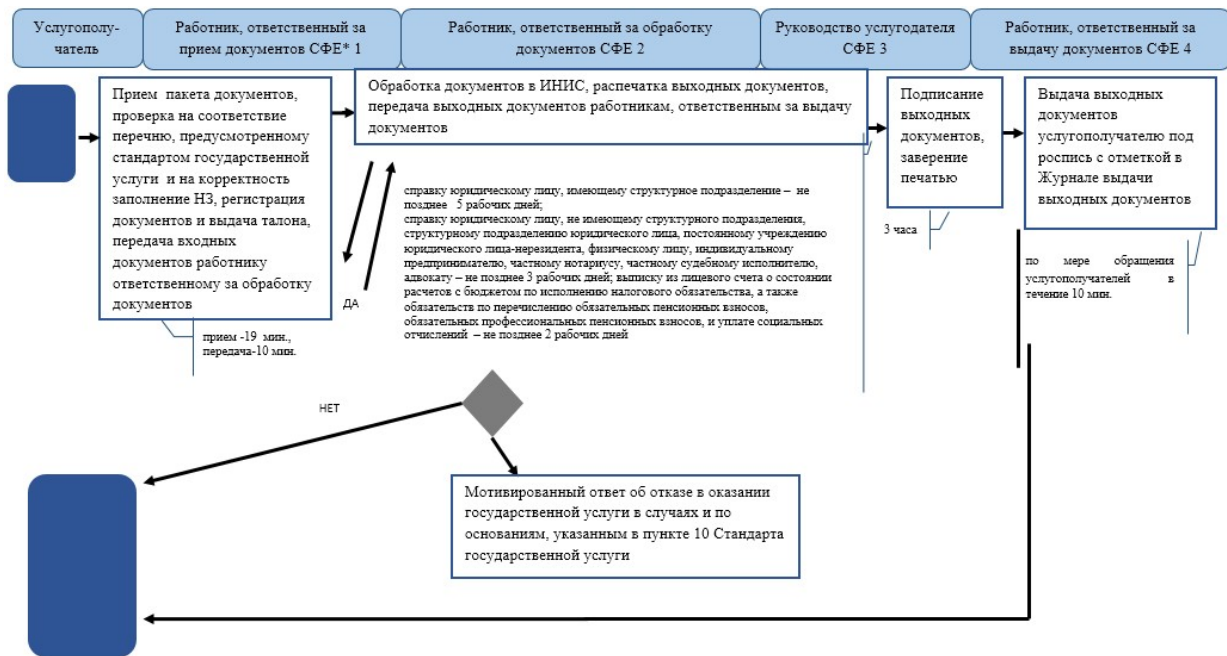 Услугополу-
чатель
Работник, ответственный за
прием документов СФЕ* 1
Работник, ответственный за обработку
документов СФЕ 2
Руководство услугодателя
СФЕ 3
Работник, ответственный за
выдачу документов СФЕ 4
Прием пакета документов,
проверка на соответствие
перечню, предусмотренному
стандартом государственной
услуги и на корректность
заполнение НЗ, регистрация
документов и выдача талона,
передача входных
документов работнику
ответственному за обработку
документов
прием -19 мин.,
передача-10 мин.
Обработка документов в ИНИС, распечатка выходных документов,
передача выходных документов работникам, ответственным за выдачу
документов
ДА
справку юридическому лицу, имеющему структурное подразделение – не
позднее 5 рабочих дней;
справку юридическому лицу, не имеющему структурного подразделения,
структурному подразделению юридического лица, постоянному учреждению
юридического лица-нерезидента, физическому лицу, индивидуальному
предпринимателю, частному нотариусу, частному судебному исполнителю,
адвокату – не позднее 3 рабочих дней; выписку из лицевого счета о состоянии
расчетов с бюджетом по исполнению налогового обязательства, а также
обязательств по перечислению обязательных пенсионных взносов,
обязательных профессиональных пенсионных взносов, и уплате социальных
отчислений – не позднее 2 рабочих дней
Подписание
выходных
документов,
заверение
печатью
3 часа
Выдача выходных
документов
услугополучателю под
роспись с отметкой в
Журнале выдачи
выходных документов
по мере обращения
услугополучателей в
течение 10 мин.
НЕТ
Мотивированный ответ об отказе в оказании
государственной услуги в случаях и по
основаниям, указанным в пункте 10 Стандарта
государственной услуги